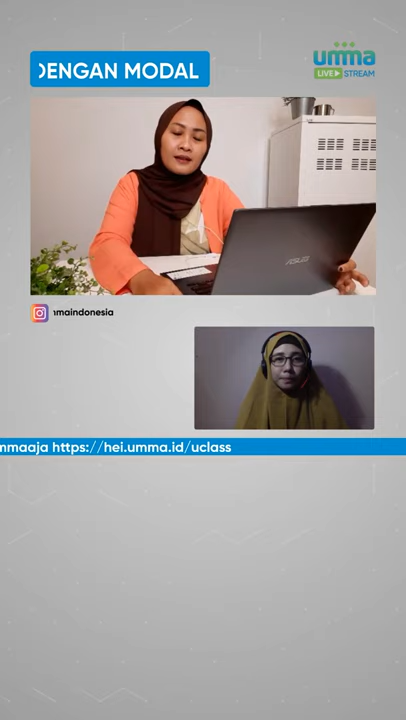 DENGAN MODAL
umma
LIVE STREAM
ASUS
maindonesia
mmaaja https://hei.umma.id/uclass